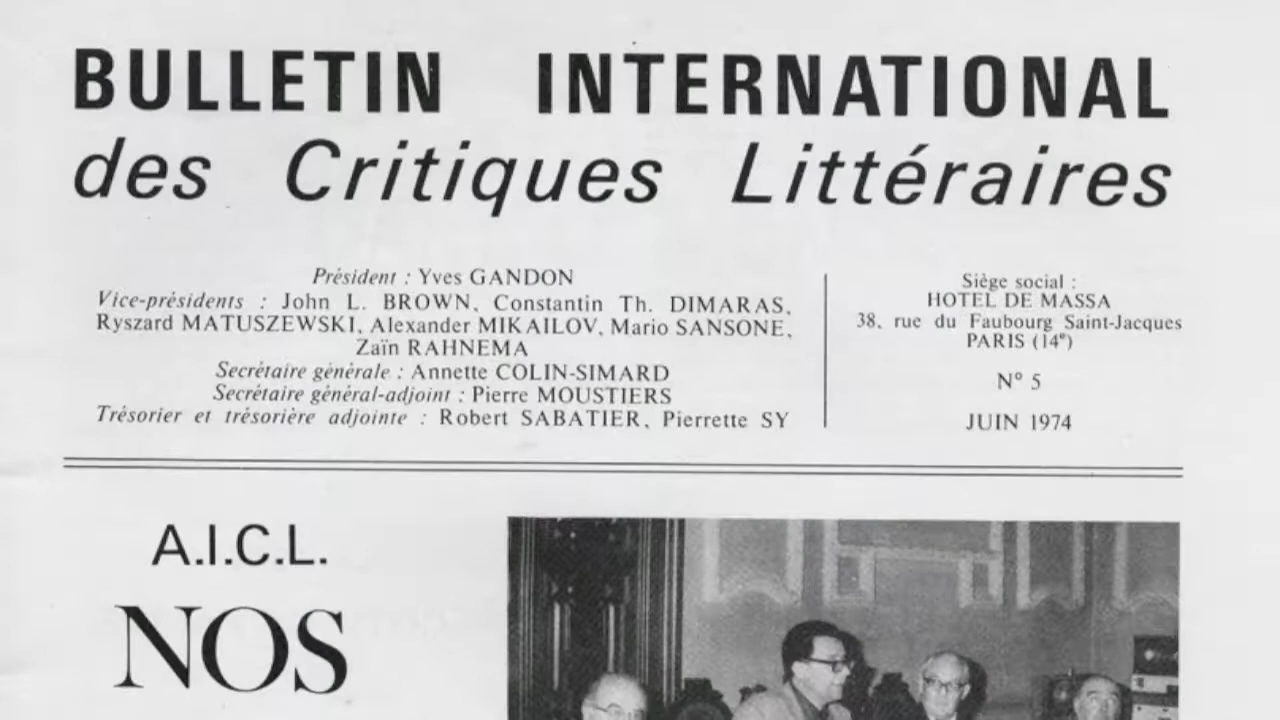 BULLETIN INTERNATIONAL
des Critiques Littéraires
Président : Yves GANDON
Vice-présidents : John L. BROWN, Constantin Th. DIMARAS,
Ryszard MATUSZEWSKI, Alexander MIKAILOV, Mario SANSONE,
Zaïn RAHNEMA
Secrétaire générale : Annette COLIN-SIMARD
Secrétaire général-adjoint : Pierre MOUSTIERS
Trésorier et trésorière adjointe : Robert SABATIER, Pierrette SY
Siège social :
HOTEL DE MASSA
38, rue du Faubourg Saint-Jacques
PARIS (14e)
N° 5
JUIN 1974
A.I.C.L.
NOS